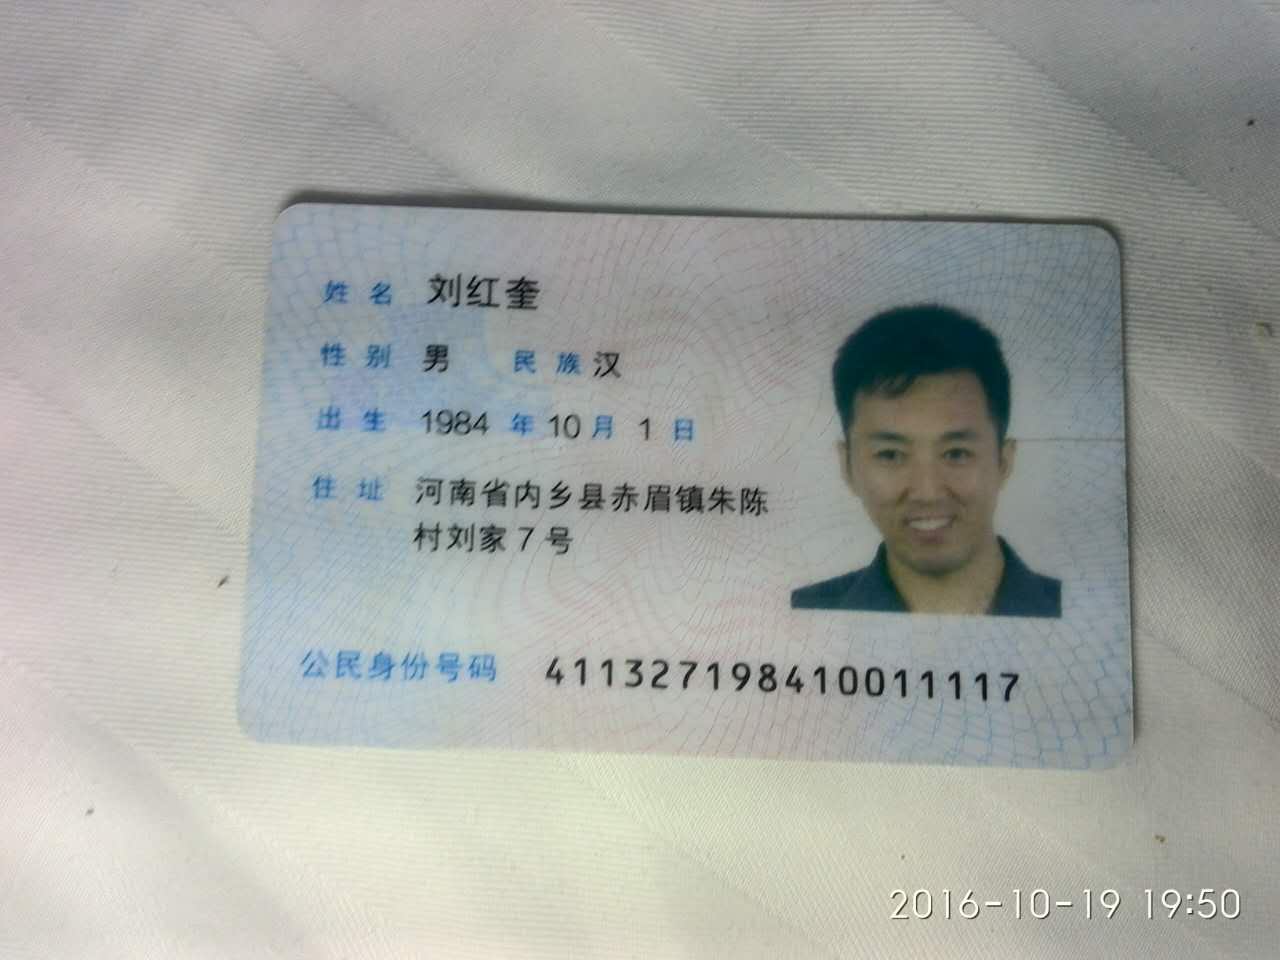 姓名 刘红奎
性别 男 民族 汉
出生 1984 年 10 月 1 日
住址 河南省内乡县赤眉镇朱陈
村刘家7号
公民身份号码 411327198410011117
2016-10-19 19:50